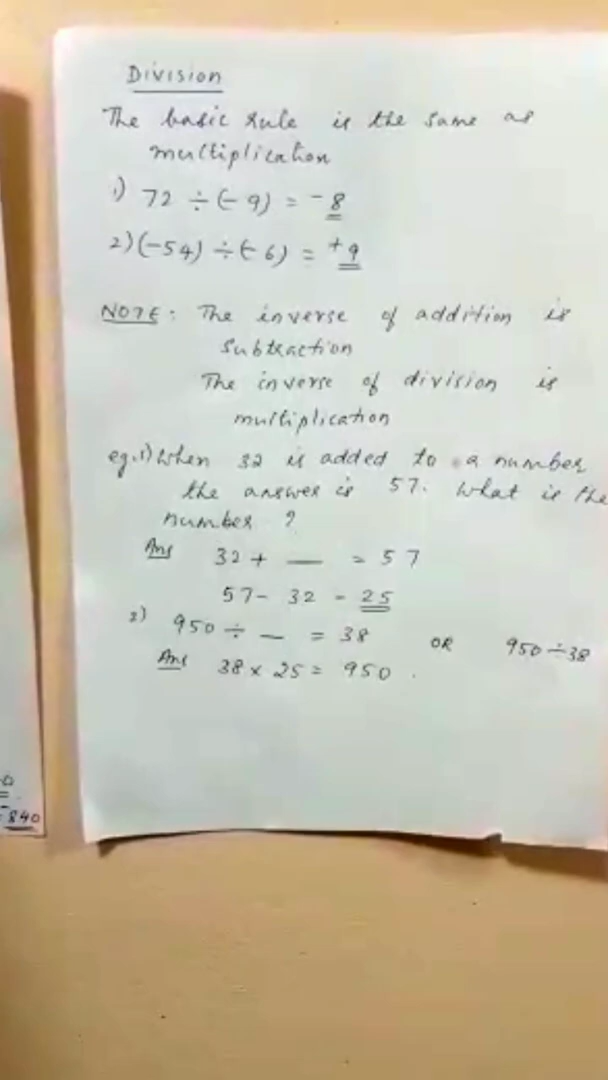 Division
The basic rule is the same as
multiplication
1) 72 ÷ (-9) = -8
2) (-54) ÷ (-6) = +9
NOTE: The inverse of addition is
subtraction
The inverse of division is
multiplication
eg. 1) When 32 is added to a number
the answer is 57. What is the
number ?
Ans 32 + __ = 57
57 - 32 = 25
2) 950 ÷ __ = 38 OR 950 ÷ 38
Ans 38 x 25 = 950.
0
-840